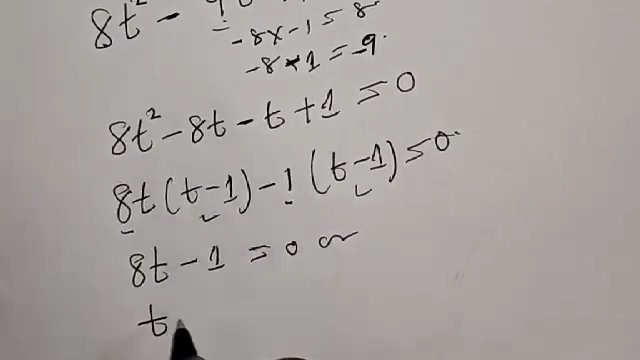 8t² - 9t
-8x-1 = 8
-8-1 = -9.
8t² - 8t - t + 1 = 0
8t(t-1) - 1(t-1) = 0
8t - 1 = 0 or
t